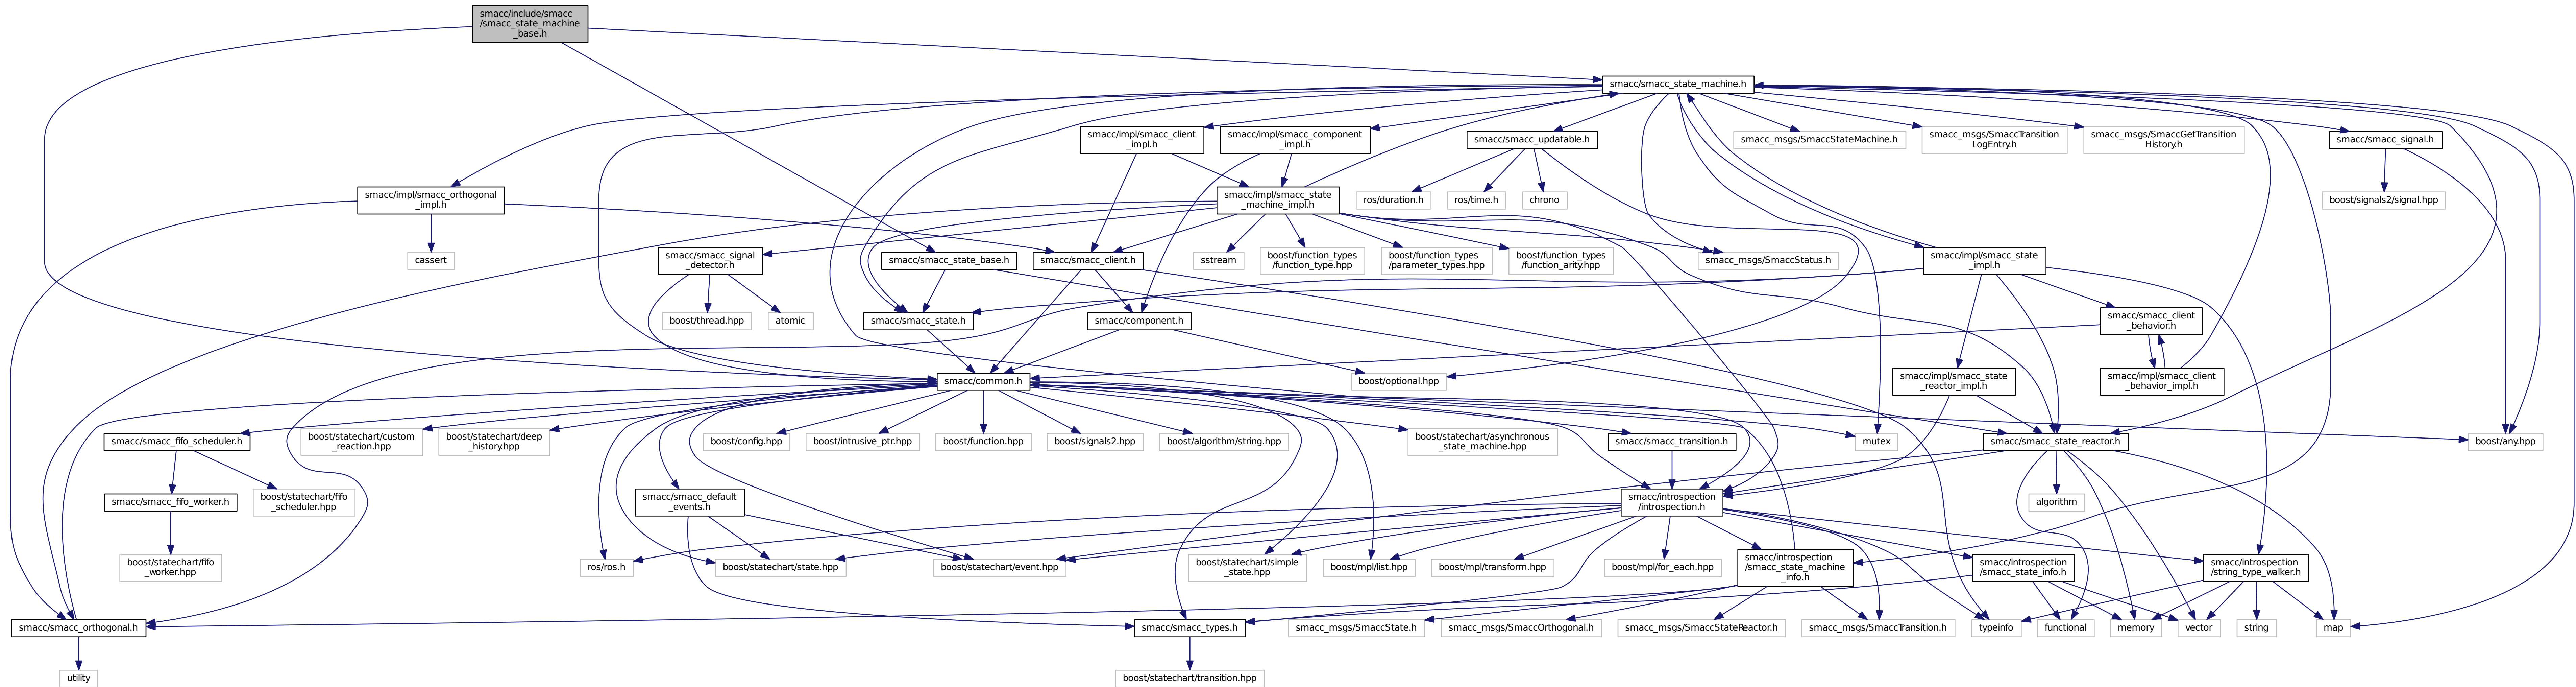 smacc/include/smacc
/smacc_state_machine
_base.h
smacc/smacc_state_machine.h
smacc/impl/smacc_client
_impl.h
smacc/impl/smacc_component
_impl.h
smacc/smacc_updatable.h
smacc_msgs/SmaccStateMachine.h
smacc_msgs/SmaccTransition
LogEntry.h
smacc_msgs/SmaccGetTransition
History.h
smacc/smacc_signal.h
smacc/impl/smacc_orthogonal
_impl.h
smacc/impl/smacc_state
_machine_impl.h
ros/duration.h
ros/time.h
chrono
boost/signals2/signal.hpp
cassert
smacc/smacc_signal
_detector.h
smacc/smacc_state_base.h
smacc/smacc_client.h
sstream
boost/function_types
/function_type.hpp
boost/function_types
/parameter_types.hpp
boost/function_types
/function_arity.hpp
smacc_msgs/SmaccStatus.h
smacc/impl/smacc_state
_impl.h
boost/thread.hpp
atomic
smacc/smacc_state.h
smacc/component.h
smacc/smacc_client
_behavior.h
smacc/common.h
boost/optional.hpp
smacc/impl/smacc_state
_reactor_impl.h
smacc/impl/smacc_client
_behavior_impl.h
smacc/smacc_fifo_scheduler.h
boost/statechart/custom
_reaction.hpp
boost/statechart/deep
_history.hpp
boost/config.hpp
boost/intrusive_ptr.hpp
boost/function.hpp
boost/signals2.hpp
boost/algorithm/string.hpp
boost/statechart/asynchronous
_state_machine.hpp
smacc/smacc_transition.h
mutex
smacc/smacc_state_reactor.h
boost/any.hpp
smacc/smacc_fifo_worker.h
boost/statechart/fifo
_scheduler.hpp
smacc/smacc_default
_events.h
smacc/introspection
/introspection.h
algorithm
boost/statechart/fifo
_worker.hpp
ros/ros.h
boost/statechart/state.hpp
boost/statechart/event.hpp
boost/statechart/simple
_state.hpp
boost/mpl/list.hpp
boost/mpl/transform.hpp
boost/mpl/for_each.hpp
smacc/introspection
/smacc_state_machine
_info.h
smacc/introspection
/smacc_state_info.h
smacc/introspection
/string_type_walker.h
smacc/smacc_orthogonal.h
smacc/smacc_types.h
smacc_msgs/SmaccState.h
smacc_msgs/SmaccOrthogonal.h
smacc_msgs/SmaccStateReactor.h
smacc_msgs/SmaccTransition.h
typeinfo
functional
memory
vector
string
map
utility
boost/statechart/transition.hpp